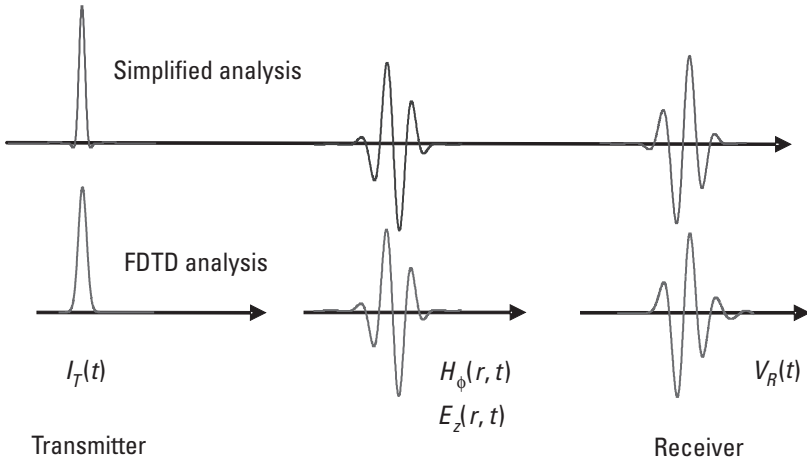 Simplified analysis
FDTD analysis
I_T(t)
H_ϕ(r, t)
V_R(t)
E_z(r, t)
Transmitter
Receiver